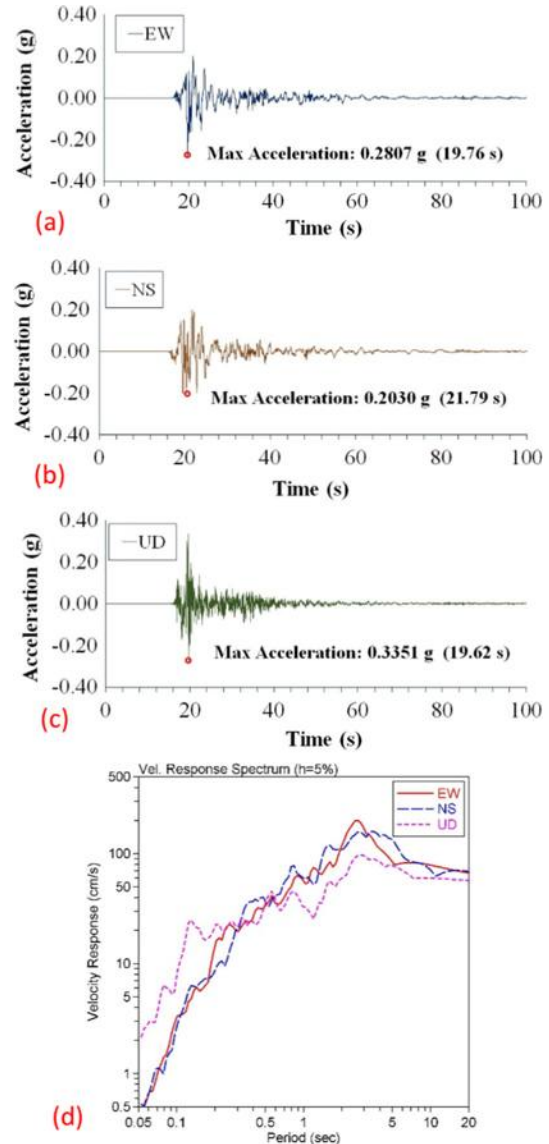 0.40
EW
0.20
0.00
-0.20
-0.40
Acceleration (g)
Max Acceleration: 0.2807 g (19.76 s)
0 20 40 60 80 100
Time (s)
(a)
0.40
NS
0.20
0.00
-0.20
-0.40
Acceleration (g)
Max Acceleration: 0.2030 g (21.79 s)
0 20 40 60 80 100
Time (s)
(b)
0.40
UD
0.20
0.00
-0.20
-0.40
Acceleration (g)
Max Acceleration: 0.3351 g (19.62 s)
0 20 40 60 80 100
Time (s)
(c)
Vel. Response Spectrum (h=5%)
500
EW
NS
UD
100
50
10
5
1
0.5
Velocity Response (cm/s)
0.05 0.1 0.5 1 5 10 20
Period (sec)
(d)